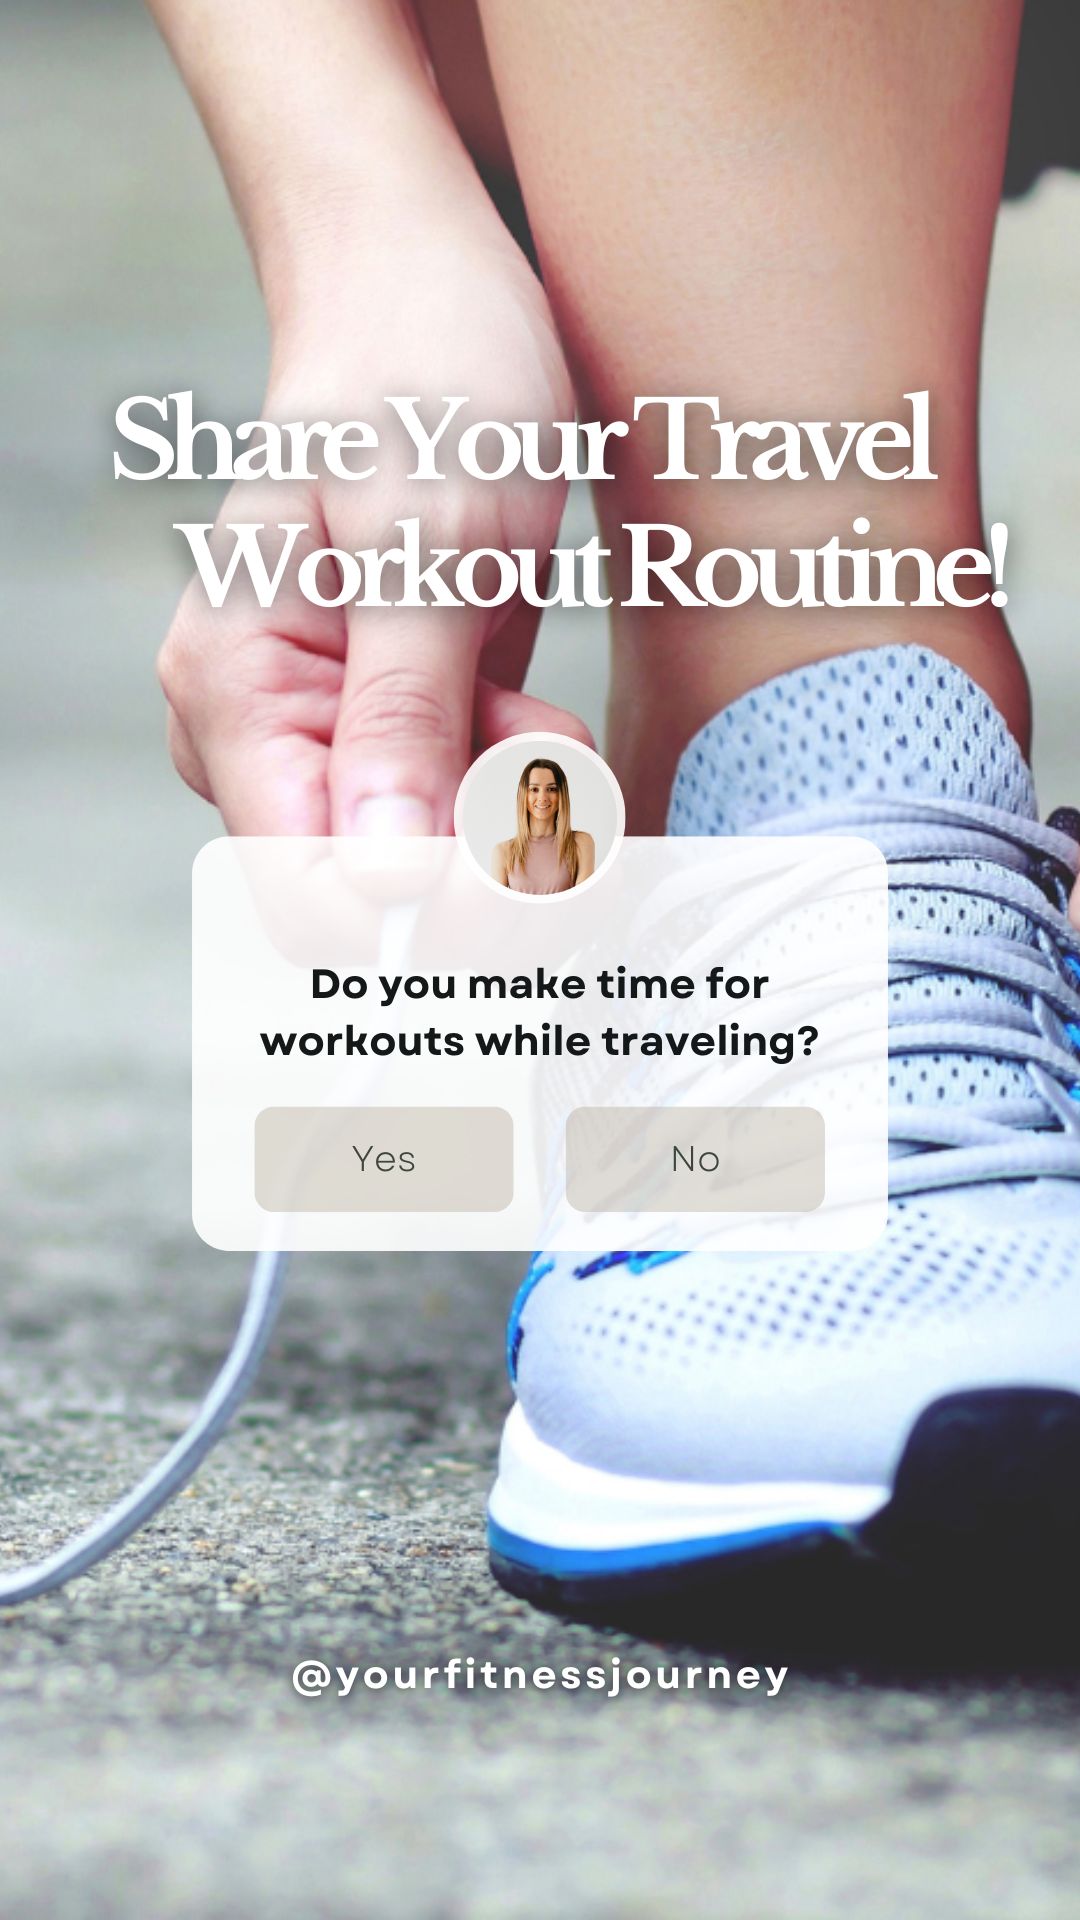 Share Your Travel
Workout Routine!
Do you make time for
workouts while traveling?
Yes
No
@yourfitnessjourney